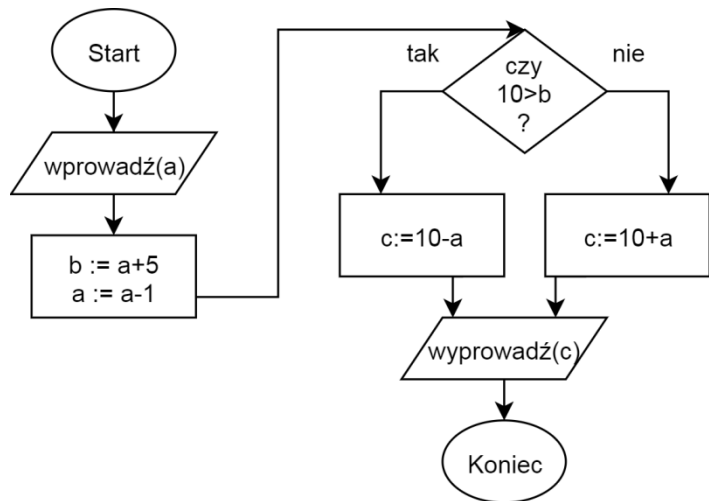 Start
wprowadź(a)
b := a+5
a := a-1
czy
10>b
?
tak
nie
c:=10-a
c:=10+a
wyprowadź(c)
Koniec